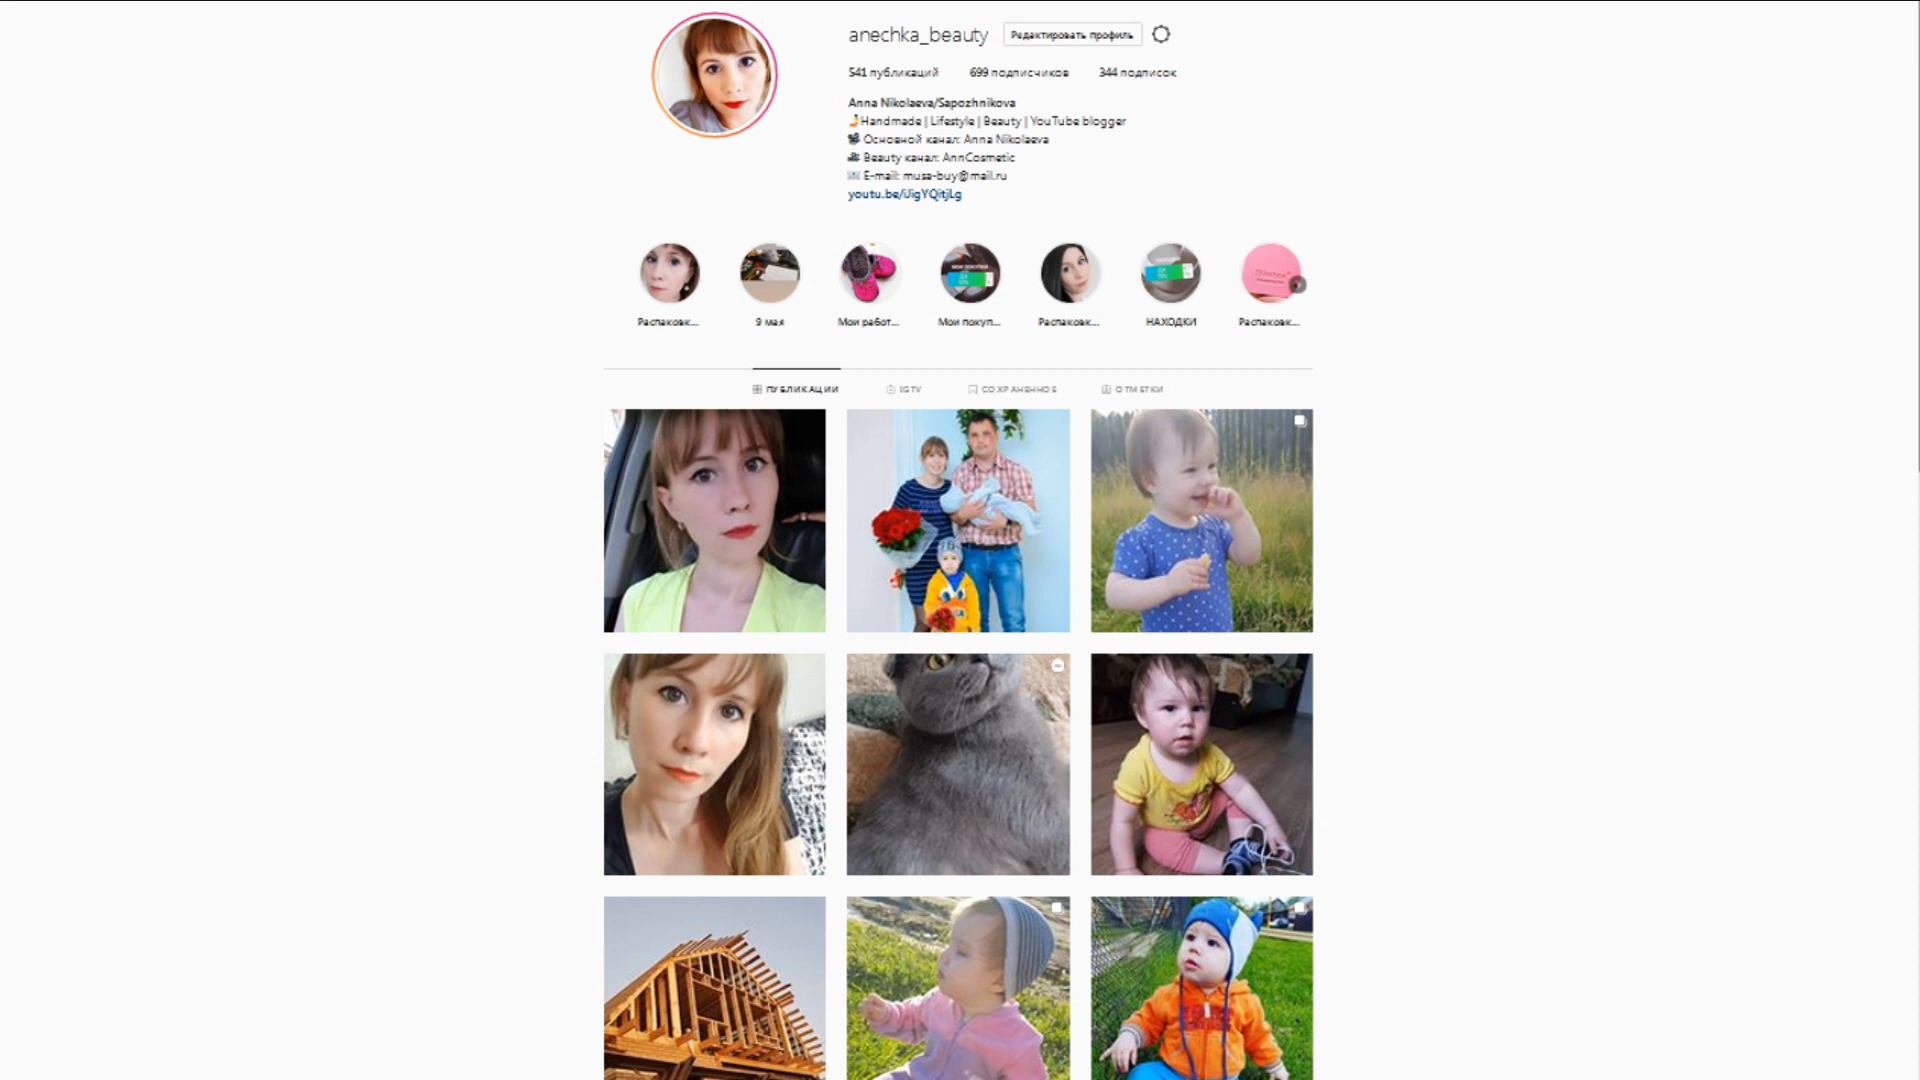 anechka_beauty Редактировать профиль
541 публикаций 699 подписчиков 344 подписок
Anna Nikolaeva/Sapozhnikova
Handmade | Lifestyle | Beauty | YouTube blogger
Основной канал: Anna Nikolaeva
Beauty канал: AnnCosmetic
E-mail: musa-buy@mail.ru
youtu.be/iJigYQitjLg
Распаковк... 9 мая Мои работ... Мои покуп... Распаковк... НАХОДКИ Распаковк...
ПУБЛИКАЦИИ IGTV СОХРАНЕННОЕ ОТМЕТКИ